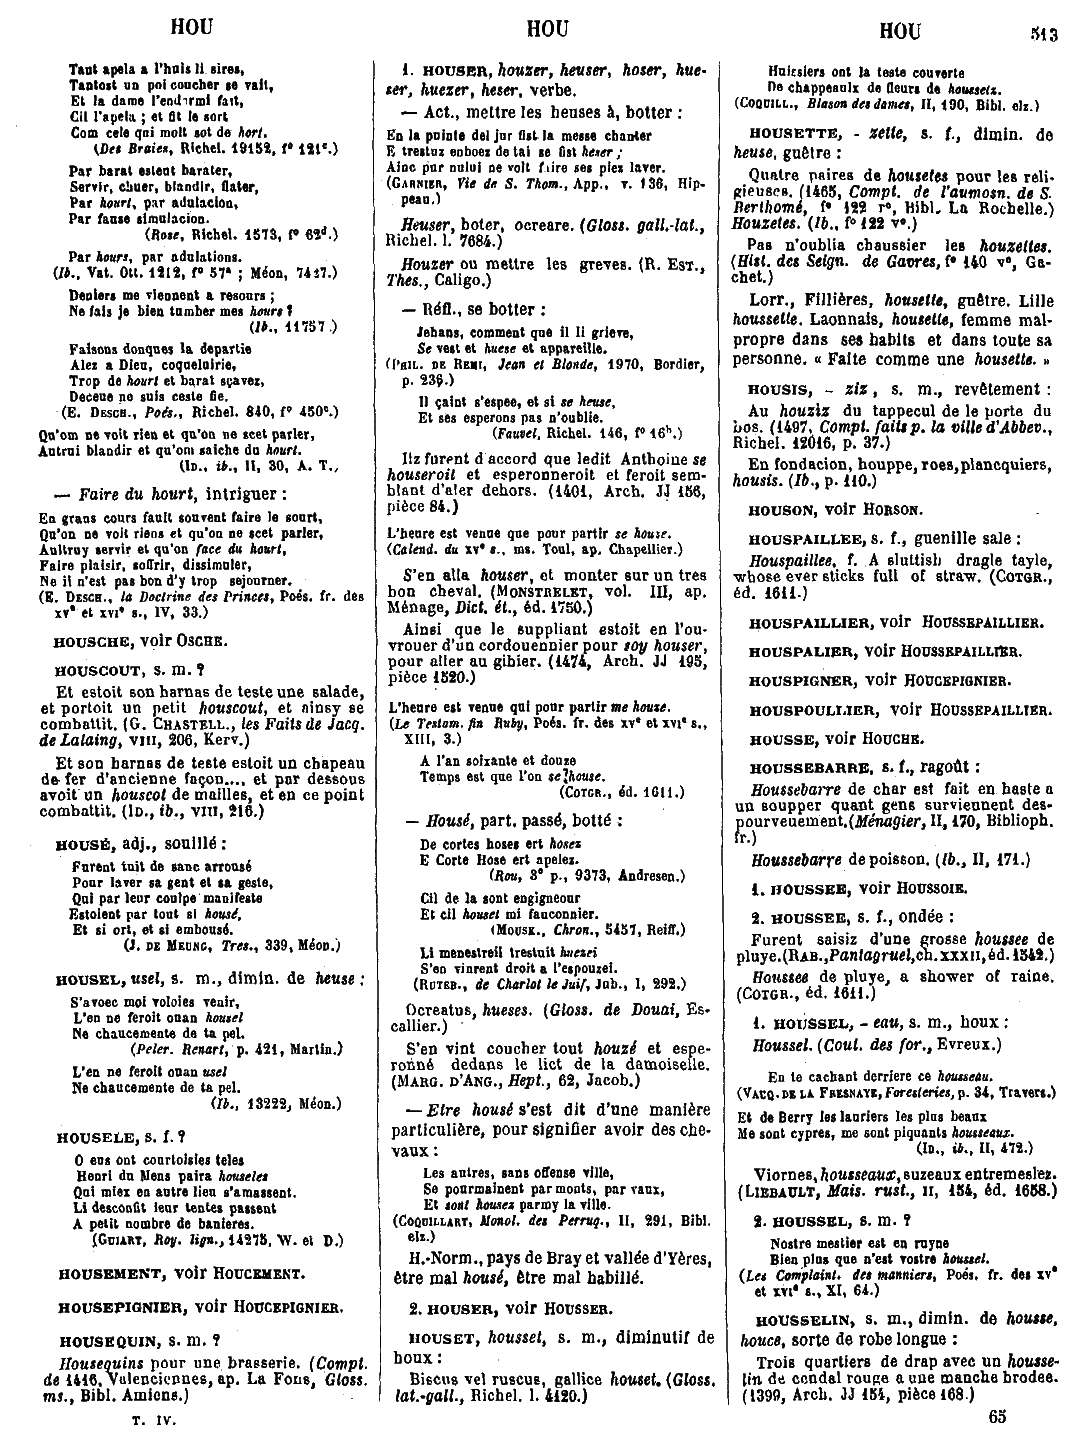 HOU
HOU
HOU
513
Tant apela a l'huis li sires,
Tantost un poi coucher se vait,
Et la dame l'endormi fait,
Cil l'apela ; et fit le sort
Com cele qui molt sot de hort.
(Des Braies, Richel. 19152, f° 121c.)
Par barat estent barater,
Servir, chuer, blandir, flater,
Par hourt, par adulacion,
Par fause simulacion.
(Rose, Richel. 1573, f° 62d.)
Par hours, par adulations.
(Ib., Vat. Ott. 1212, f° 57a ; Méon, 7417.)
Deniers me viennent a resours ;
Ne fais je bien tumber mes hours ?
(Ib., 11757.)
Faisons donques la departie
Alez a Dieu, coqueluirie,
Trop de hourt et barat sçavez,
Deceue no suis ceste fie.
(E. DESCH., Poés., Richel. 840, f° 450c.)
Qu'om ne voit rien et qu'on ne scet parler,
Autrui blandir et qu'om saiche du hourt.
(ID., ib., II, 30, A. T.,
— Faire du hourt, intriguer :
En grans cours fault souvent faire le sourt,
Qu'on ne voit riens et qu'on ne scet parler,
Aultruy servir et qu'on face du hourt,
Faire plaisir, soffrir, dissimuler,
Ne il n'est pas bon d'y trop sejourner.
(E. DESCH., la Doctrine des Princes, Poés. fr. des
XVe et XVIe s., IV, 33.)
HOUSCHE, voir OSCHE.
HOUSCOUT, s. m. ?
Et estoit son harnas de teste une salade,
et portoit un petit houscout, et ainsy se
combattit. (G. CHASTELL., les Faits de Jacq.
de Lalaing, VIII, 206, Kerv.)
Et son harnas de teste estoit un chapeau
de fer d'ancienne façon..., et par dessous
avoit un houscot de mailles, et en ce point
combattit. (ID., ib., VIII, 216.)
HOUSÉ, adj., souillé :
Furent tuit de sanc arrousé
Pour laver sa gent et sa geste,
Qui par leur coulpe manifeste
Estoient par tout si housé,
Et si ort, et si embousé.
(J. DE MEUNG, Tres., 339, Méon.)
HOUSEL, usel, s. m., dimin. de heuse :
S'avoec moi voloies venir,
L'en ne feroit ouan housel
Ne chaucemente de ta pel.
(Peler. Renart, p. 421, Martin.)
L'en ne feroit ouan usel
Ne chaucemente de ta pel.
(Ib., 13222, Méon.)
HOUSELE, s. f. ?
O eus ont courtoisies teles
Henri du Mens paira houseles
Qui miex en autre lieu s'amassent.
Li desconfit leur tentes passent
A petit nombre de banieres.
(GUIART, Roy. lign., 14275, W. et D.)
HOUSEMENT, voir HOUCEMENT.
HOUSEPIGNIER, voir HOUCEPIGNIER.
HOUSEQUIN, s. m. ?
Housequins pour une brasserie. (Compt.
de 1416, Valenciennes, ap. La Fons, Gloss.
ms., Bibl. Amiens.)
T. IV.
1. HOUSER, houzer, heuser, hoser, hue-
ser, huezer, heser, verbe.
— Act., mettre les heuses à, botter :
En la pointe del jur fist la messe chanter
E trestuz enboez de tai se fist heser ;
Ainc pur nului ne volt faire ses piez laver.
(GARNIER, Vie de S. Thom., App., v. 136, Hip-
peau.)
Heuser, boter, ocreare. (Gloss. gall.-lat.,
Richel. l. 7684.)
Houzer ou mettre les greves. (R. EST.,
Thes., Caligo.)
— Réfl., se botter :
Jehans, comment que il li grieve,
Se vest et huese et appareille.
(PHIL. DE REMI, Jean et Blonde, 1970, Bordier,
p. 239.)
Il çaint s'espee, et si se heuse,
Et ses esperons pas n'oublie.
(Fauvel, Richel. 146, f° 16b.)
Ilz furent d'accord que ledit Anthoine se
houseroit et esperonneroit et feroit sem-
blant d'aler dehors. (1401, Arch. JJ 156,
pièce 84.)
L'heure est venue que pour partir se house.
(Calend. du XVe s., ms. Toul, ap. Chapellier.)
S'en alla houser, et monter sur un tres
bon cheval. (MONSTRELET, vol. III, ap.
Ménage, Dict. ét., éd. 1750.)
Ainsi que le suppliant estoit en l'ou-
vrouer d'un cordouennier pour soy houser,
pour aller au gibier. (1474, Arch. JJ 195,
pièce 1520.)
L'heure est venue qui pour partir me house.
(Le Testam. fin Ruby, Poés. fr. des XVe et XVIe s.,
XIII, 3.)
A l'an soixante et douze
Temps est que l'on se house.
(COTGR., éd. 1611.)
— Housé, part. passé, botté :
De cortes hoses ert hosez
E Corte Hose ert apelez.
(Rou, 3e p., 9373, Andresen.)
Cil de la sont engigneour
Et cil houset mi fauconnier.
(MOUSK., Chron., 5457, Reiff.)
Li menestreil trestuit huezei
S'en vinrent droit a l'espouzei.
(RUTEB., de Charlot le Juif, Jub., I, 292.)
Ocreatus, hueses. (Gloss. de Douai, Es-
callier.)
S'en vint coucher tout houzé et espe-
ronné dedans le lict de la damoiselle.
(MARG. D'ANG., Hept., 62, Jacob.)
— Etre housé s'est dit d'une manière
particulière, pour signifier avoir des che-
vaux :
Les autres, sans offense ville,
Se pourmainent par monts, par vaux,
Et sont housez parmy la ville.
(COQUILLART, Monol. des Perruq., II, 291, Bibl.
elz.)
H.-Norm., pays de Bray et vallée d'Yères,
être mal housé, être mal habillé.
2. HOUSER, voir HOUSSER.
HOUSET, housset, s. m., diminutif de
houx :
Biscus vel ruscus, gallice houset. (Gloss.
lat.-gall., Richel. l. 4120.)
Huissiers ont la teste couverte
De chappeaulx de fleurs de houssetz.
(COQUILL., Blason des dames, II, 190, Bibl. elz.)
HOUSETTE, - zette, s. f., dimin. de
heuse, guêtre :
Quatre paires de housetes pour les reli-
gieuses. (1465, Compt. de l'aumosn. de S.
Berthomé, f° 122 r°, Bibl. La Rochelle.)
Houzetes. (Ib., f° 122 v°.)
Pas n'oublia chaussier les houzettes.
(Hist. des Seign. de Gavres, f° 140 v°, Ga-
chet.)
Lorr., Fillières, housette, guêtre. Lille
houssette. Laonnais, housette, femme mal-
propre dans ses habits et dans toute sa
personne. « Faite comme une housette. »
HOUSIS, - ziz, s. m., revêtement :
Au houziz du tappecul de le porte du
bos. (1497, Compt. faits p. la ville d'Abbev.,
Richel. 12016, p. 37.)
En fondacion, houppe, roes, plancquiers,
housis. (Ib., p. 110.)
HOUSON, voir HORSON.
HOUSPAILLEE, s. f., guenille sale :
Houspaillee, f. A sluttish dragle tayle,
whose ever sticks full of straw. (COTGR.,
éd. 1611.)
HOUSPAILLIER, voir HOUSSEPAILLIER.
HOUSPALIER, voir HOUSSEPAILLIER.
HOUSPIGNER, voir HOUCEPIGNIER.
HOUSPOULLIER, voir HOUSSEPAILLIER.
HOUSSE, voir HOUCHE.
HOUSSEBARRE, s. f., ragoût :
Houssebarre de char est fait en haste a
un soupper quant gens surviennent des-
pourveuement. (Ménagier, II, 170, Biblioph.
fr.)
Houssebarre de poisson. (Ib., II, 171.)
1. HOUSSEE, voir HOUSSOIE.
2. HOUSSEE, s. f., ondée :
Furent saisiz d'une grosse houssee de
pluye. (RAB., Pantagruel, ch. XXXII, éd. 1542.)
Houssee de pluye, a shower of raine.
(COTGR., éd. 1611.)
1. HOUSSEL, - eau, s. m., houx :
Houssel. (Cout. des for., Evreux.)
En te cachant derriere ce housseau.
(VACQ. DE LA FRESNAYE, Foresteries, p. 34, Travers.)
Et de Berry les lauriers les plus beaux
Me sont cypres, me sont piquants housseaux.
(ID., ib., II, 472.)
Viornes, housseaux, suzeaux entremeslez.
(LIEBAULT, Mais. rust., II, 154, éd. 1658.)
2. HOUSSEL, s. m. ?
Nostre mestier est en ruyne
Bien plus que n'est vostre houssel.
(Les Complaint. des monniers, Poés. fr. des XVe
et XVIe s., XI, 64.)
HOUSSELIN, s. m., dimin. de housse,
houce, sorte de robe longue :
Trois quartiers de drap avec un housse-
lin de cendal rouge a une manche brodee.
(1399, Arch. JJ 154, pièce 168.)
65